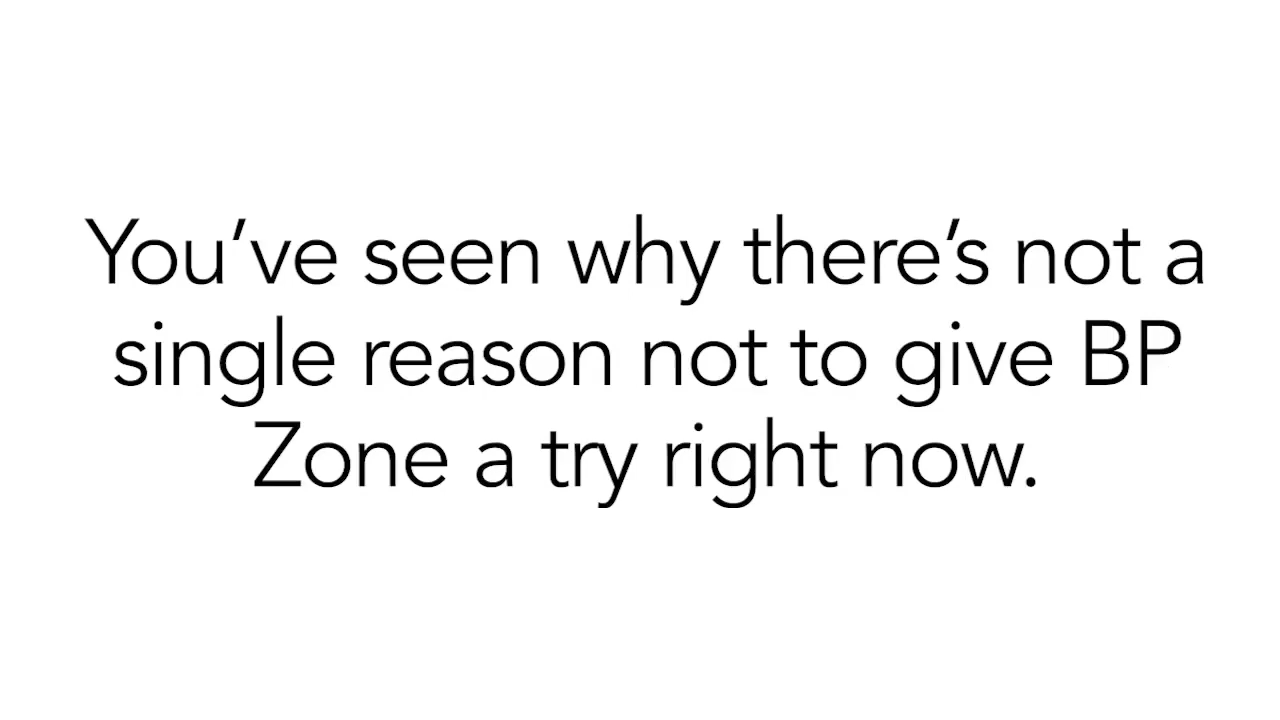 You’ve seen why there’s not a
single reason not to give BP
Zone a try right now.